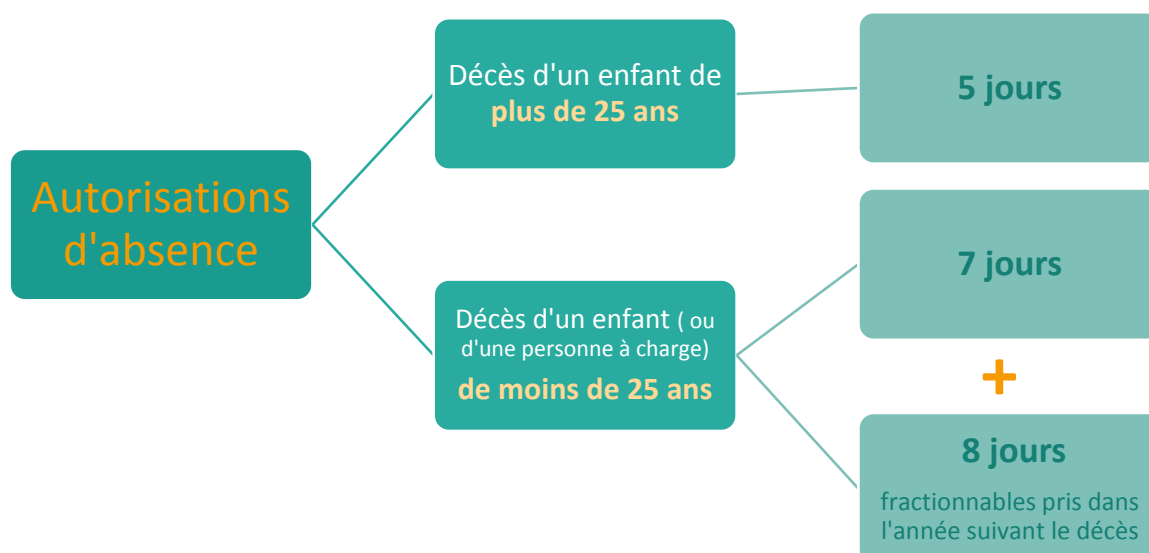 Autorisations
d'absence
Décès d'un enfant de
plus de 25 ans
5 jours
Décès d'un enfant ( ou
d'une personne à charge)
de moins de 25 ans
7 jours
+
8 jours
fractionnables pris dans
l'année suivant le décès